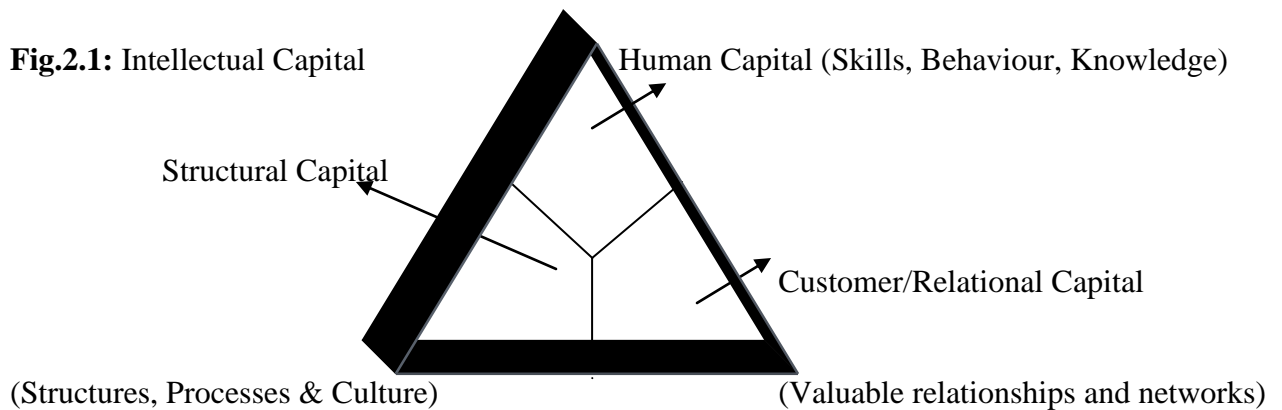 Fig.2.1: Intellectual Capital
Human Capital (Skills, Behaviour, Knowledge)
Structural Capital
Customer/Relational Capital
(Structures, Processes & Culture)
(Valuable relationships and networks)